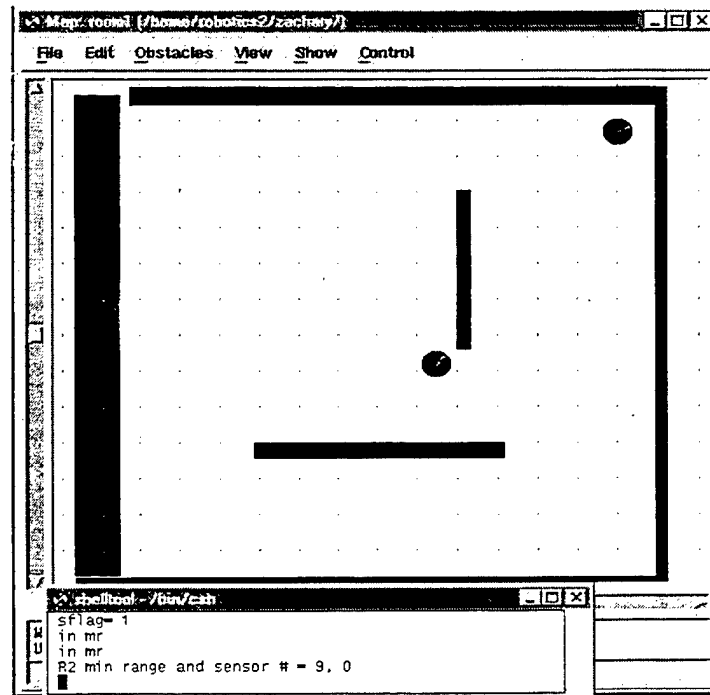 Map: room1 (/home/robotics2/zachary/)
File Edit Obstacles View Show Control
shelltool - /bin/csh
sflag= 1
in mr
in mr
R2 min range and sensor # = 9, 0